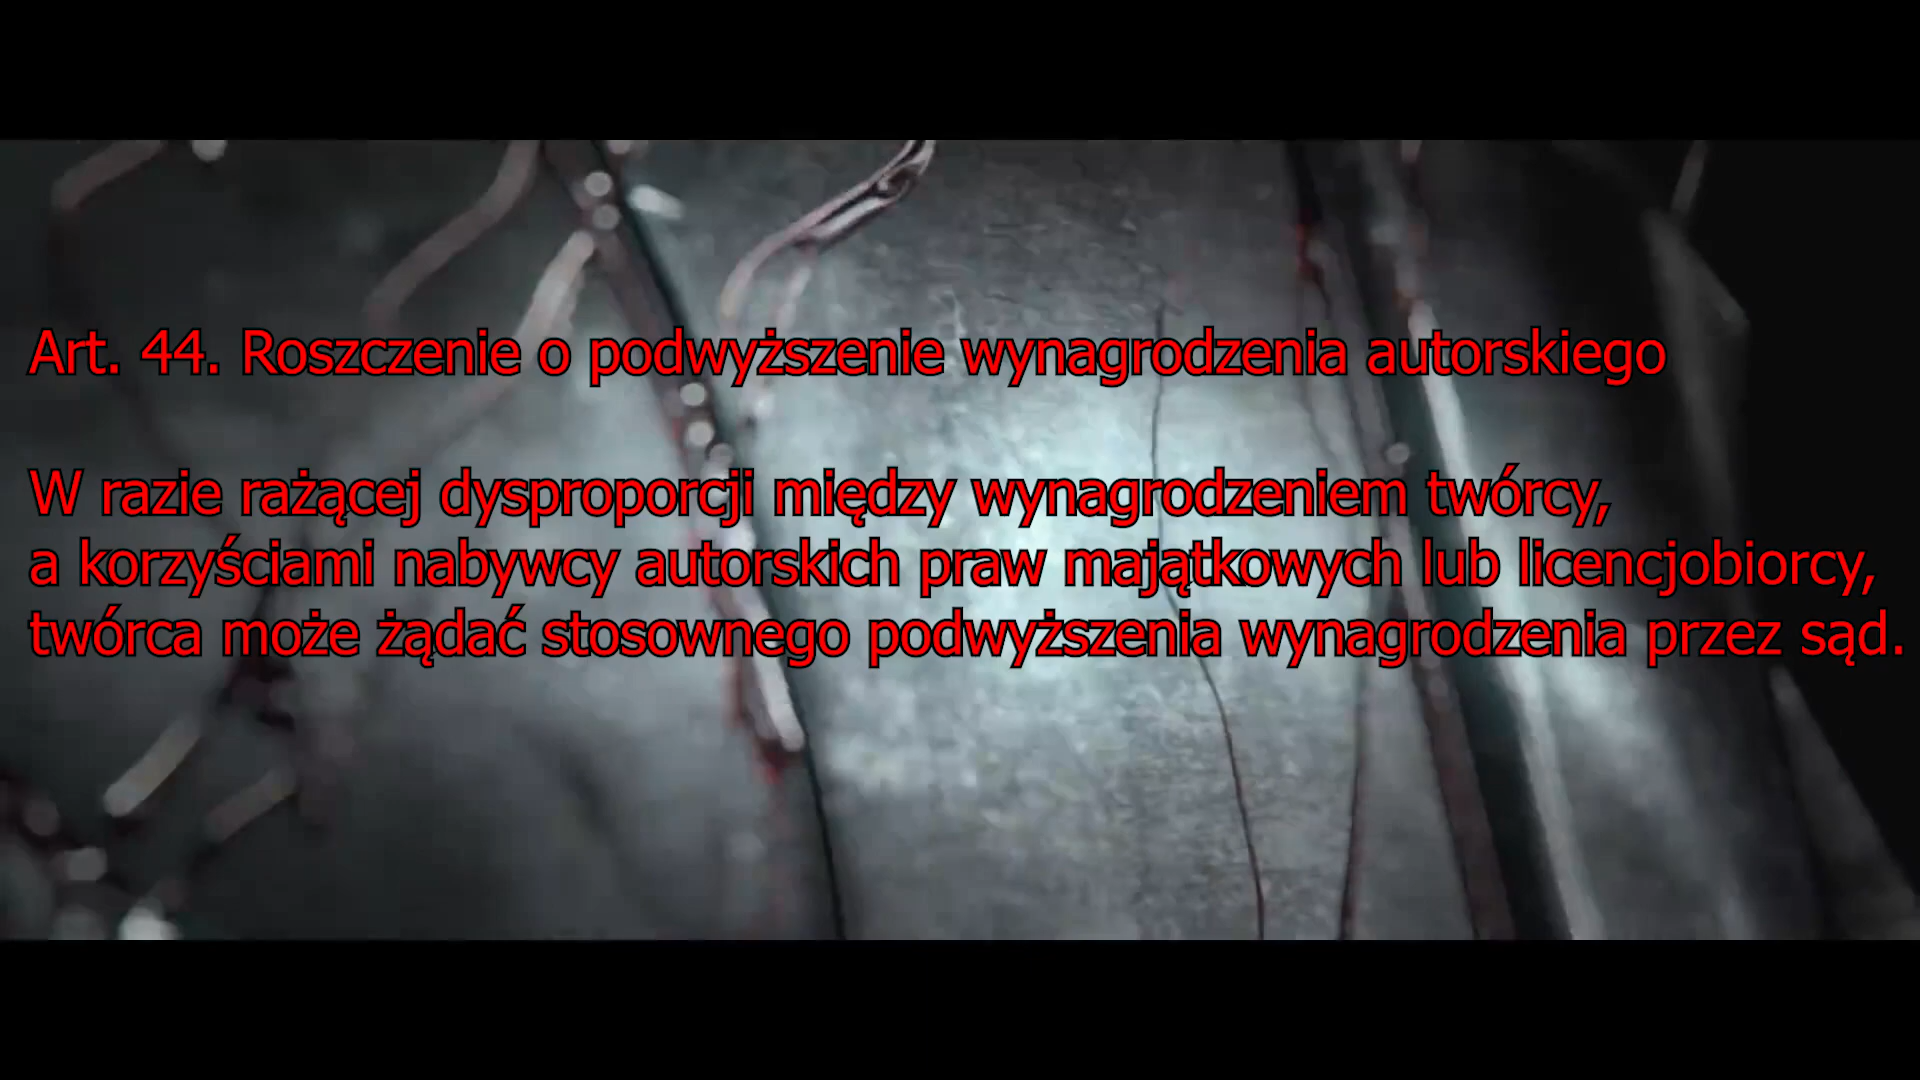 Art. 44. Roszczenie o podwyższenie wynagrodzenia autorskiego
W razie rażącej dysproporcji między wynagrodzeniem twórcy,
a korzyściami nabywcy autorskich praw majątkowych lub licencjobiorcy,
twórca może żądać stosownego podwyższenia wynagrodzenia przez sąd.